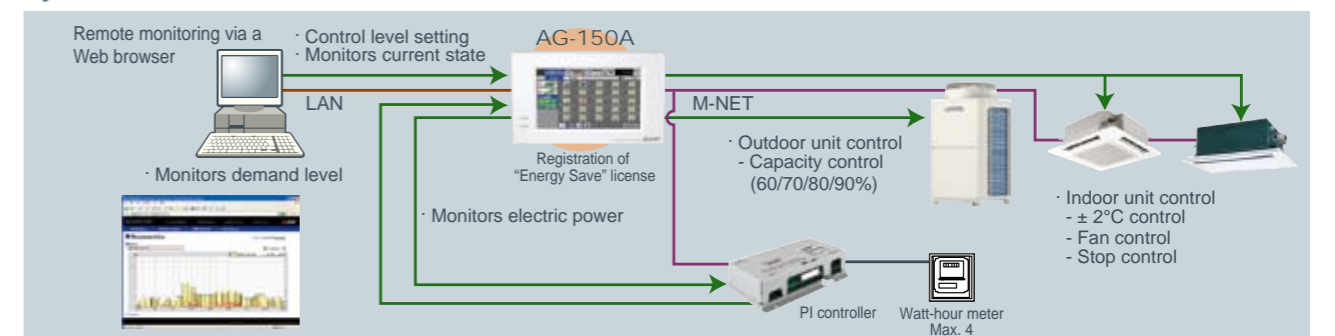 Remote monitoring via a
Web browser
· Control level setting
· Monitors current state
AG-150A
LAN
M-NET
Registration of
“Energy Save” license
· Monitors demand level
· Monitors electric power
· Outdoor unit control
- Capacity control
(60/70/80/90%)
· Indoor unit control
- ± 2°C control
- Fan control
- Stop control
PI controller
Watt-hour meter
Max. 4